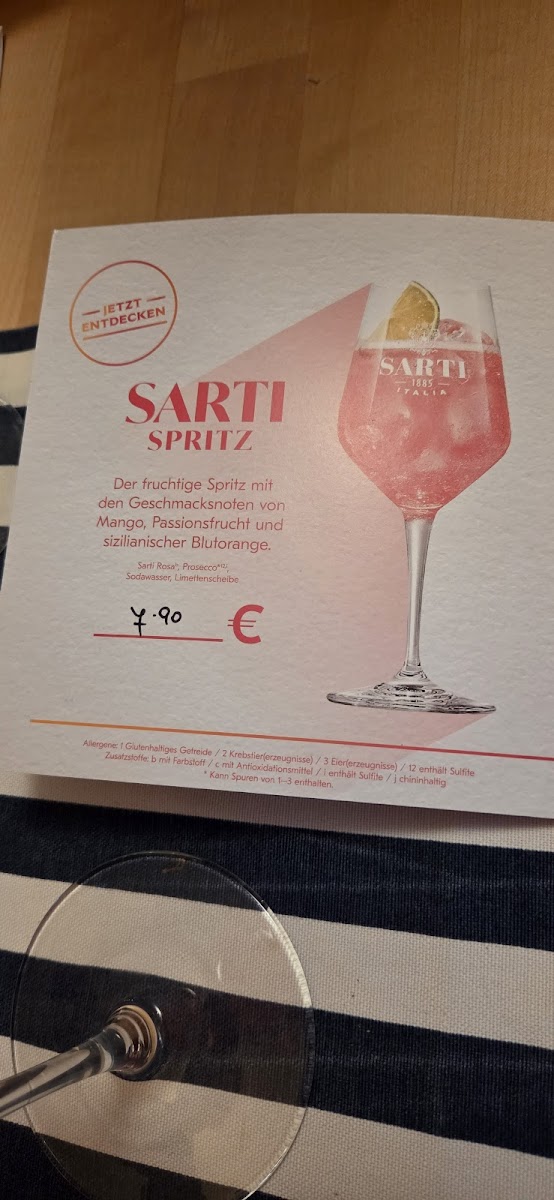 JETZT
ENTDECKEN
SARTI
SPRITZ
Der fruchtige Spritz mit
den Geschmacksnoten von
Mango, Passionsfrucht und
sizilianischer Blutorange.
Sarti Rosaᵇ, Prosecco*¹²ˡ,
Sodawasser, Limettenscheibe
7.90 €
SARTI
1885
ITALIA
Allergene: 1 Glutenhaltiges Getreide / 2 Krebstier(erzeugnisse) / 3 Eier(erzeugnisse) / 12 enthält Sulfite
Zusatzstoffe: b mit Farbstoff / c mit Antioxidationsmittel / l enthält Sulfite / j chininhaltig
* Kann Spuren von 1–3 enthalten.